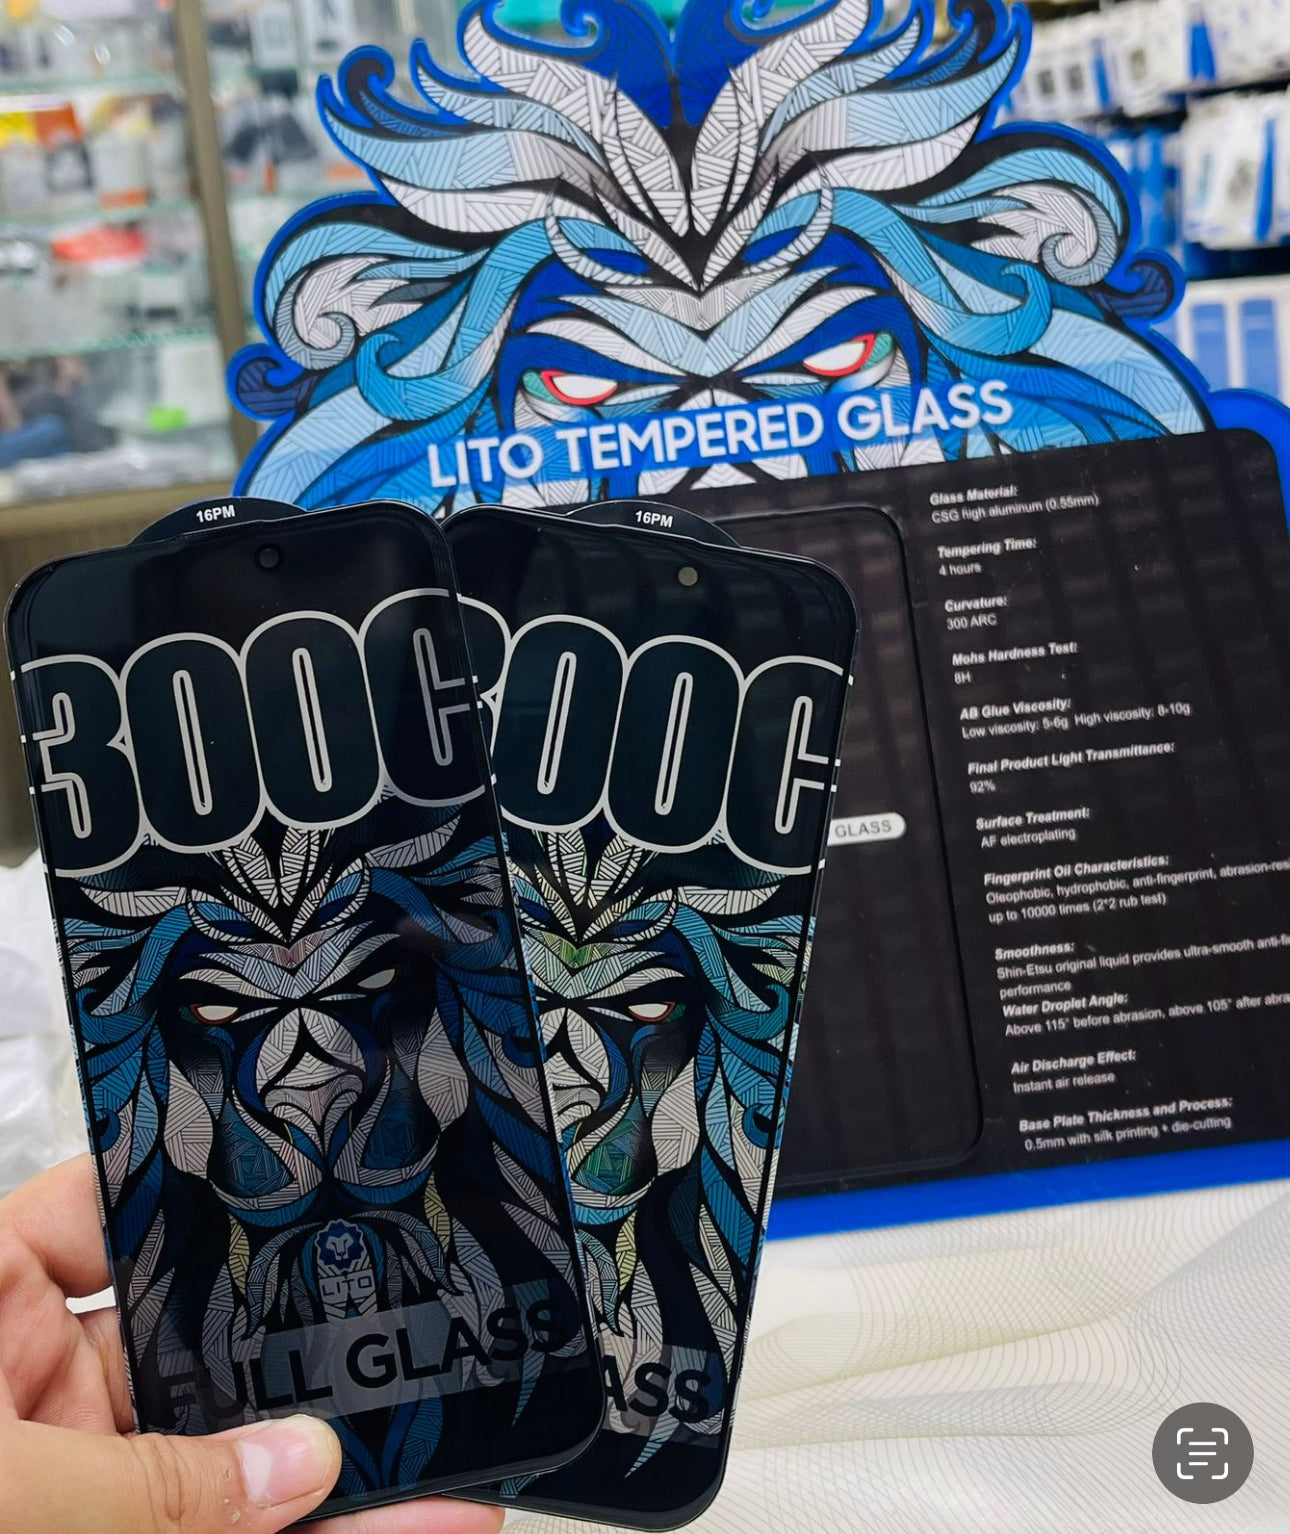 LITO TEMPERED GLASS
16PM
16PM
3000
3000
LITO
FULL GLASS
ASS
GLASS
Glass Material:
CSG high aluminum (0.55mm)
Tempering Time:
4 hours
Curvature:
300 ARC
Mohs Hardness Test:
8H
AB Glue Viscosity:
Low viscosity: 5-6g High viscosity: 8-10g
Final Product Light Transmittance:
92%
Surface Treatment:
AF electroplating
Fingerprint Oil Characteristics:
Oleophobic, hydrophobic, anti-fingerprint, abrasion-resi
up to 10000 times (2*2 rub test)
Smoothness:
Shin-Etsu original liquid provides ultra-smooth anti-fi
performance
Water Droplet Angle:
Above 115° before abrasion, above 105° after abra
Air Discharge Effect:
Instant air release
Base Plate Thickness and Process:
0.5mm with silk printing + die-cutting